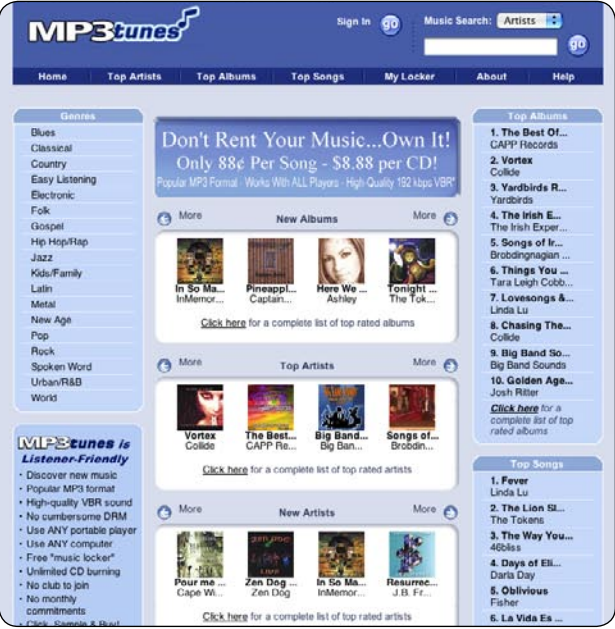 MP3tunes
Sign In go
Music Search: Artists
go
Home Top Artists Top Albums Top Songs My Locker About Help
Genres
Blues
Classical
Country
Easy Listening
Electronic
Folk
Gospel
Hip Hop/Rap
Jazz
Kids/Family
Latin
Metal
New Age
Pop
Rock
Spoken Word
Urban/R&B
World
MP3tunes is
Listener-Friendly
• Discover new music
• Popular MP3 format
• High-quality VBR sound
• No cumbersome DRM
• Use ANY portable player
• Use ANY computer
• Free "music locker"
• Unlimited CD burning
• No club to join
• No monthly
commitments
• Click, Sample & Buy!
Don't Rent Your Music...Own It!
Only 88¢ Per Song - $8.88 per CD!
Popular MP3 Format - Works With ALL Players - High Quality 192 kbps VBR*
More New Albums More
In So Ma... Pineappl... Here We ... Tonight ...
InMemor... Captain... Ashley The Tok...
Click here for a complete list of top rated albums
More Top Artists More
Vortex The Best... Big Band... Songs of...
Collide CAPP Re... Big Ban... Brobdin...
Click here for a complete list of top rated artists
More New Artists More
Pour me ... Zen Dog ... In So Ma... Resurrec...
Cape Wi... Zen Dog InMemor... J.B. Fr...
Click here for a complete list of top rated artists
Top Albums
1. The Best Of...
CAPP Records
2. Vortex
Collide
3. Yardbirds R...
Yardbirds
4. The Irish E...
The Irish Exper...
5. Songs of Ir...
Brobdingnagian ...
6. Things You ...
Tara Leigh Cobb...
7. Lovesongs &...
Linda Lu
8. Chasing The...
Collide
9. Big Band So...
Big Band Sounds
10. Golden Age...
Josh Ritter
Click here for a
complete list of top
rated albums
Top Songs
1. Fever
Linda Lu
2. The Lion Sl...
The Tokens
3. The Way You...
46bliss
4. Days of Eli...
Darla Day
5. Oblivious
Fisher
6. La Vida Es ...